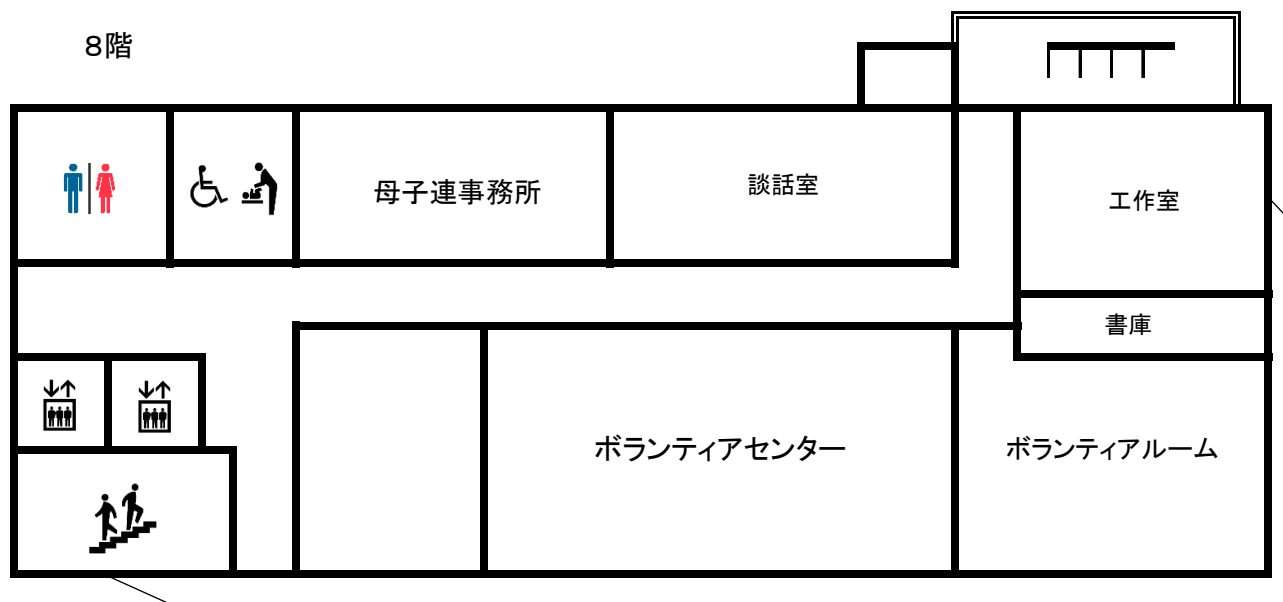 8階
母子連事務所
談話室
工作室
書庫
ボランティアセンター
ボランティアルーム